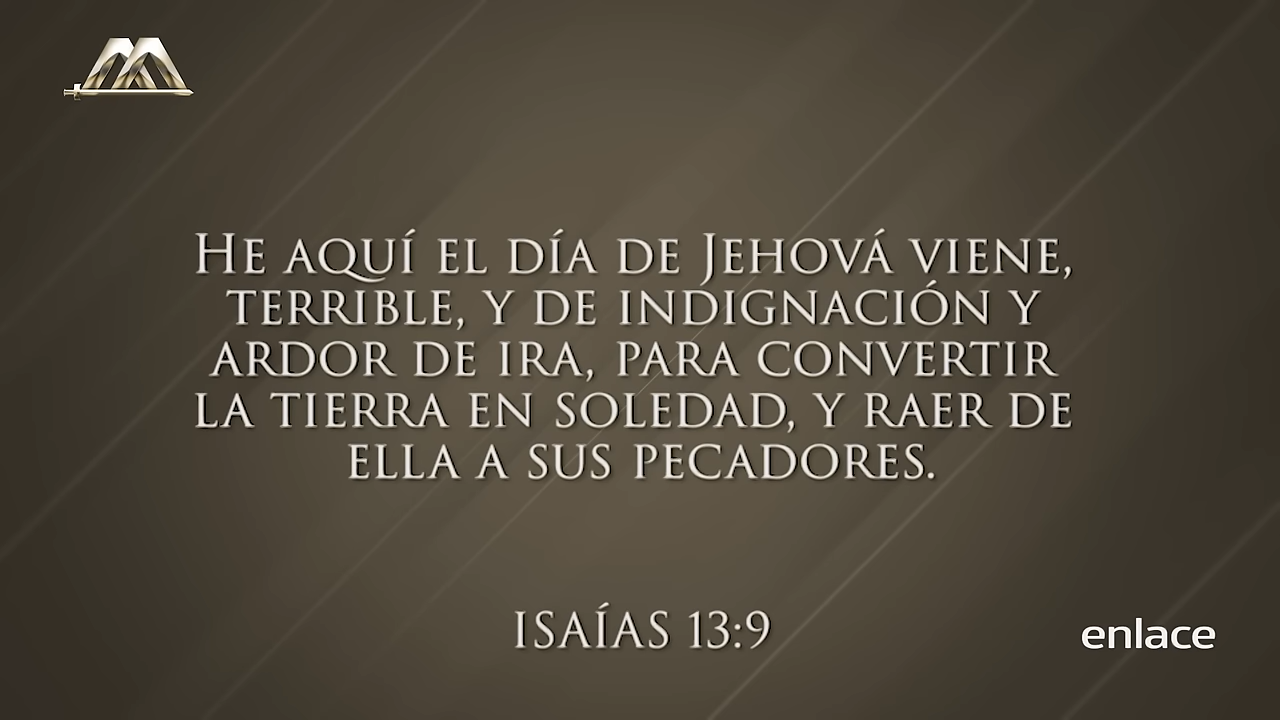 He aquí el día de Jehová viene,
terrible, y de indignación y
ardor de ira, para convertir
la tierra en soledad, y raer de
ella a sus pecadores.
ISAÍAS 13:9
enlace